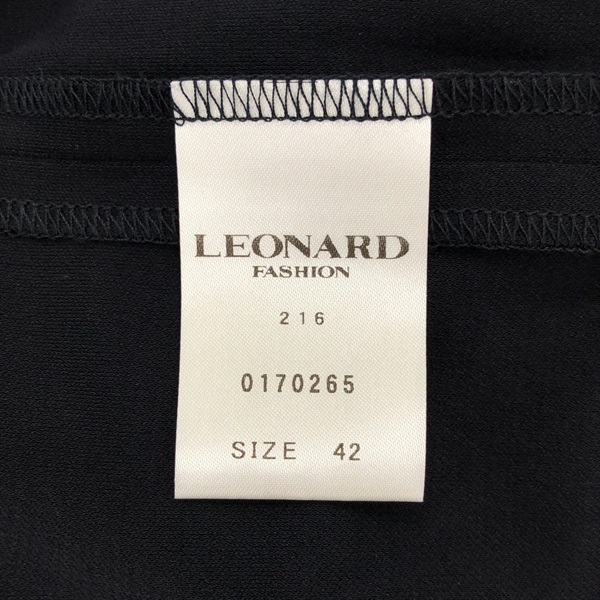 LEONARD
FASHION
216
0170265
SIZE 42